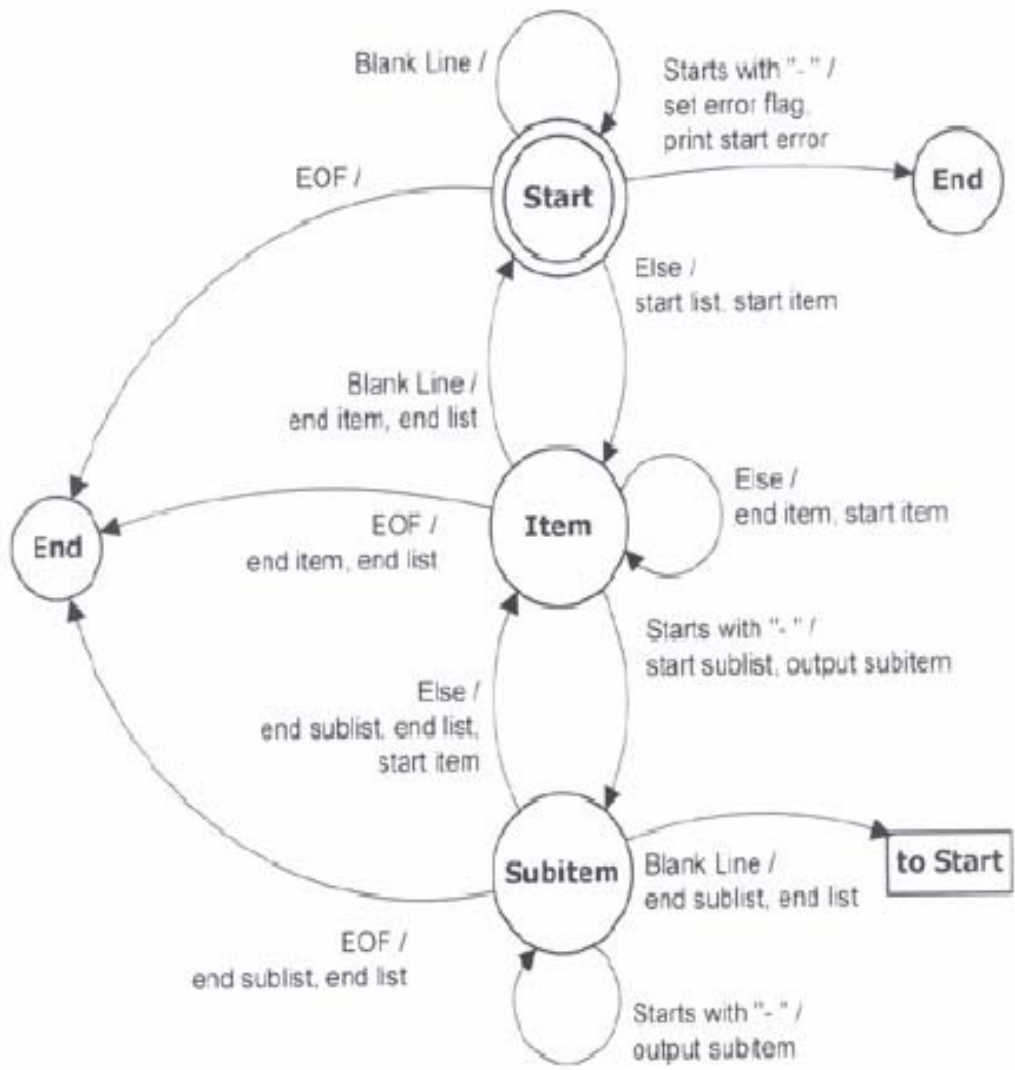 Blank Line /
Starts with "- " /
set error flag,
print start error
EOF /
Start
End
Else /
start list, start item
Blank Line /
end item, end list
Else /
end item, start item
End
EOF /
end item, end list
Item
Starts with "- " /
start sublist, output subitem
Else /
end sublist, end list,
start item
Subitem
Blank Line /
end sublist, end list
to Start
EOF /
end sublist, end list
Starts with "- " /
output subitem